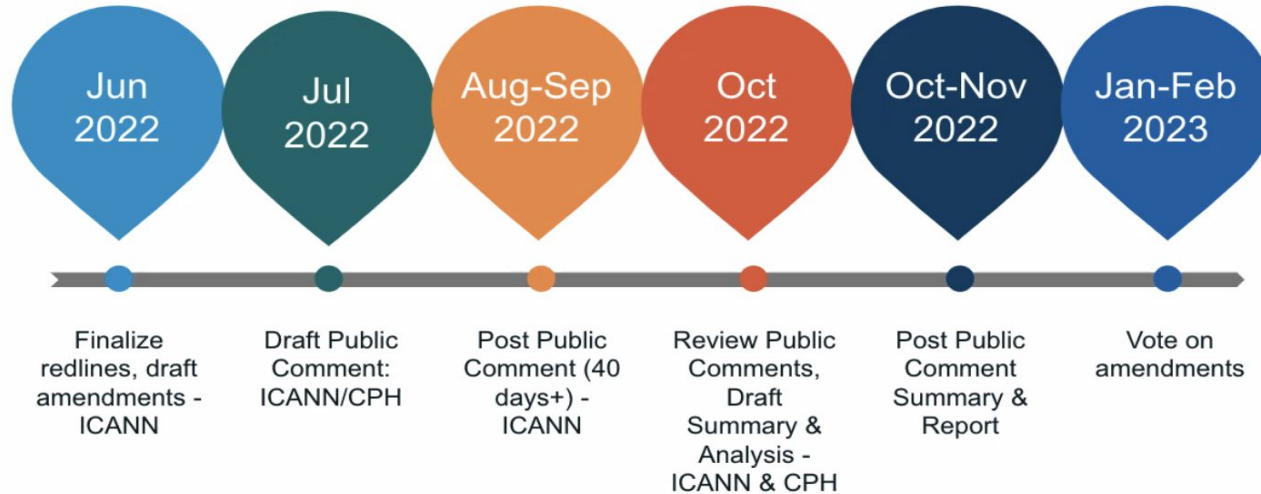 Jun
2022
Jul
2022
Aug-Sep
2022
Oct
2022
Oct-Nov
2022
Jan-Feb
2023
Finalize
redlines, draft
amendments -
ICANN
Draft Public
Comment:
ICANN/CPH
Post Public
Comment (40
days+) -
ICANN
Review Public
Comments,
Draft
Summary &
Analysis -
ICANN & CPH
Post Public
Comment
Summary &
Report
Vote on
amendments